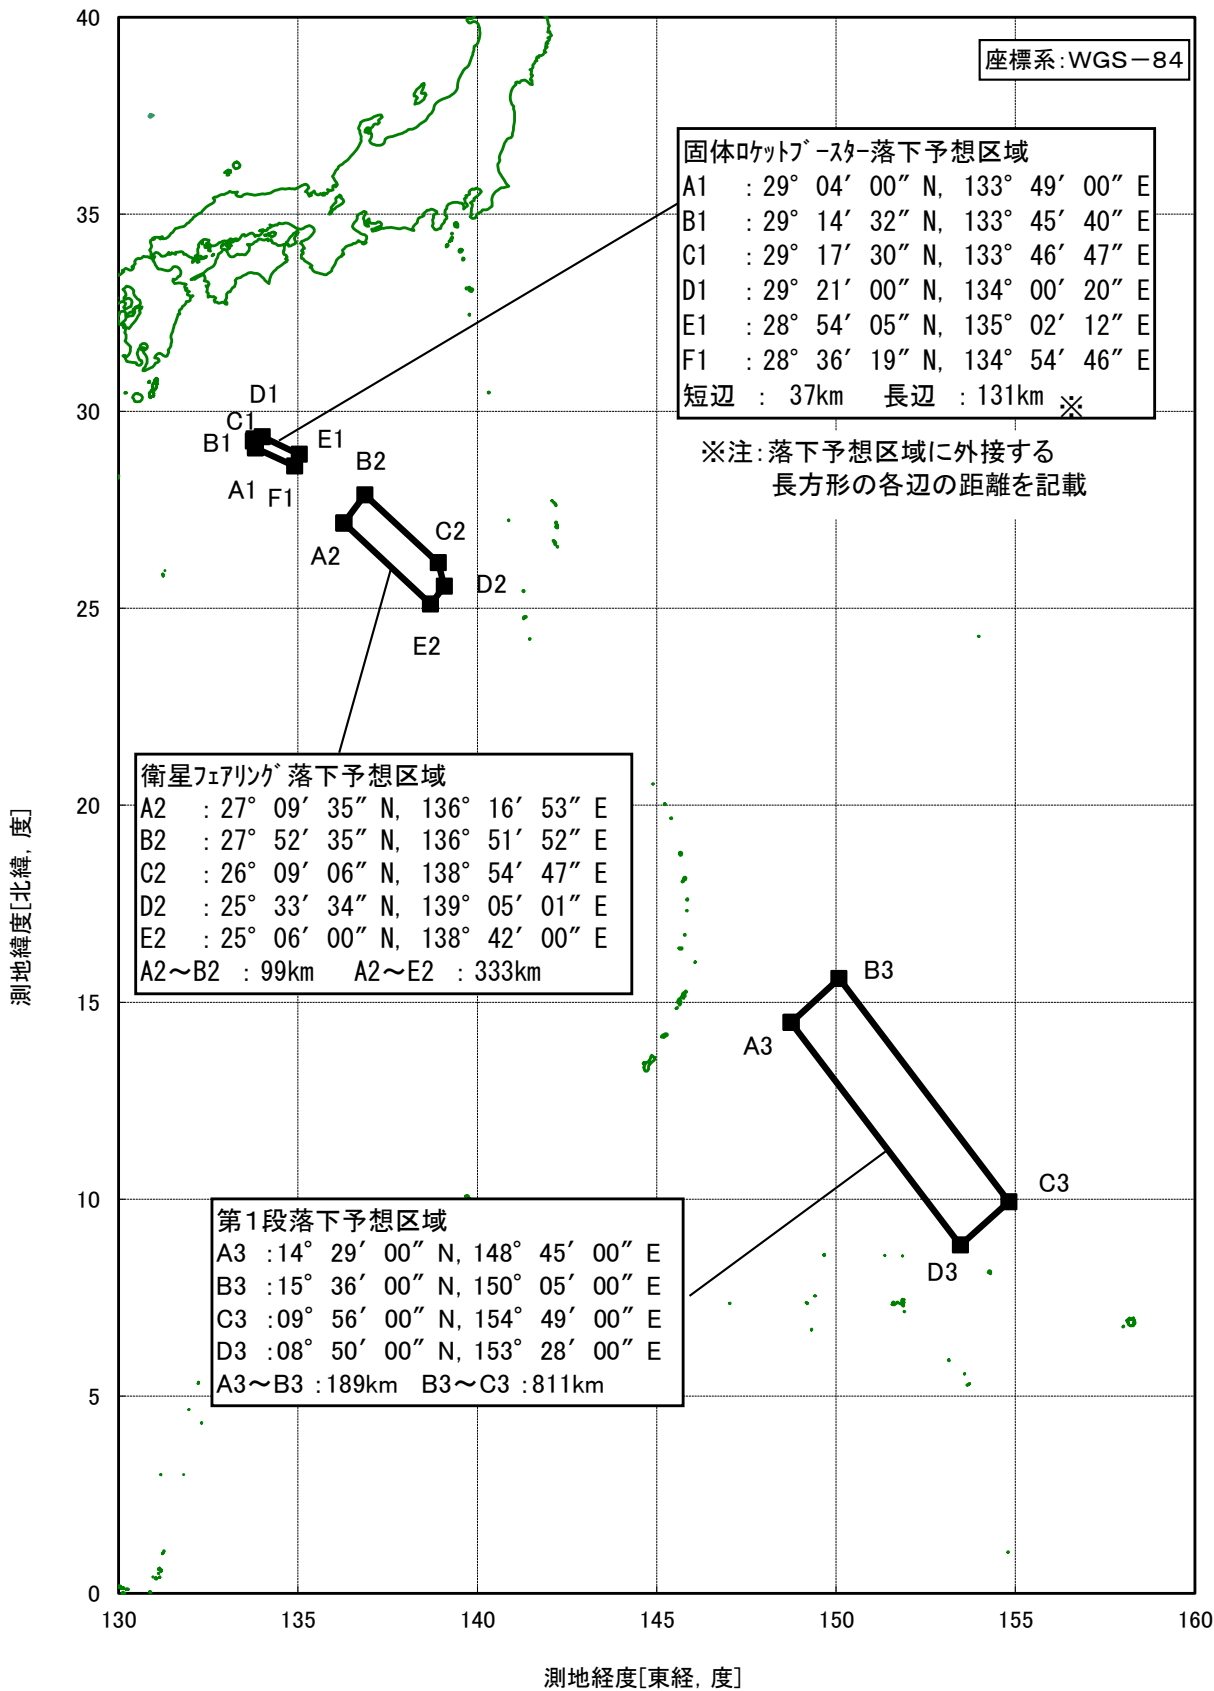 座標系:WGS－84
固体ﾛｹｯﾄﾌﾞｰｽﾀｰ落下予想区域
A1 : 29° 04′ 00″ N, 133° 49′ 00″ E
B1 : 29° 14′ 32″ N, 133° 45′ 40″ E
C1 : 29° 17′ 30″ N, 133° 46′ 47″ E
D1 : 29° 21′ 00″ N, 134° 00′ 20″ E
E1 : 28° 54′ 05″ N, 135° 02′ 12″ E
F1 : 28° 36′ 19″ N, 134° 54′ 46″ E
短辺 : 37km 長辺 : 131km ※
※注:落下予想区域に外接する
長方形の各辺の距離を記載
D1
C1
B1
E1
A1
F1
B2
A2
C2
D2
E2
衛星ﾌｪｱﾘﾝｸﾞ落下予想区域
A2 : 27° 09′ 35″ N, 136° 16′ 53″ E
B2 : 27° 52′ 35″ N, 136° 51′ 52″ E
C2 : 26° 09′ 06″ N, 138° 54′ 47″ E
D2 : 25° 33′ 34″ N, 139° 05′ 01″ E
E2 : 25° 06′ 00″ N, 138° 42′ 00″ E
A2～B2 : 99km A2～E2 : 333km
B3
A3
C3
D3
第1段落下予想区域
A3 :14° 29′ 00″ N, 148° 45′ 00″ E
B3 :15° 36′ 00″ N, 150° 05′ 00″ E
C3 :09° 56′ 00″ N, 154° 49′ 00″ E
D3 :08° 50′ 00″ N, 153° 28′ 00″ E
A3～B3 :189km B3～C3 :811km
40
35
30
25
20
15
10
5
0
測地緯度[北緯, 度]
130 135 140 145 150 155 160
測地経度[東経, 度]